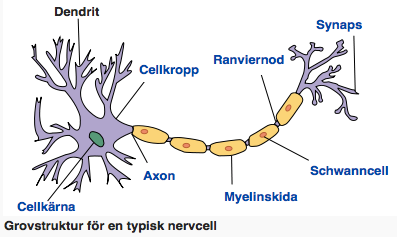 Dendrit
Synaps
Cellkropp
Ranviernod
Axon
Schwanncell
Myelinskida
Cellkärna
Grovstruktur för en typisk nervcell